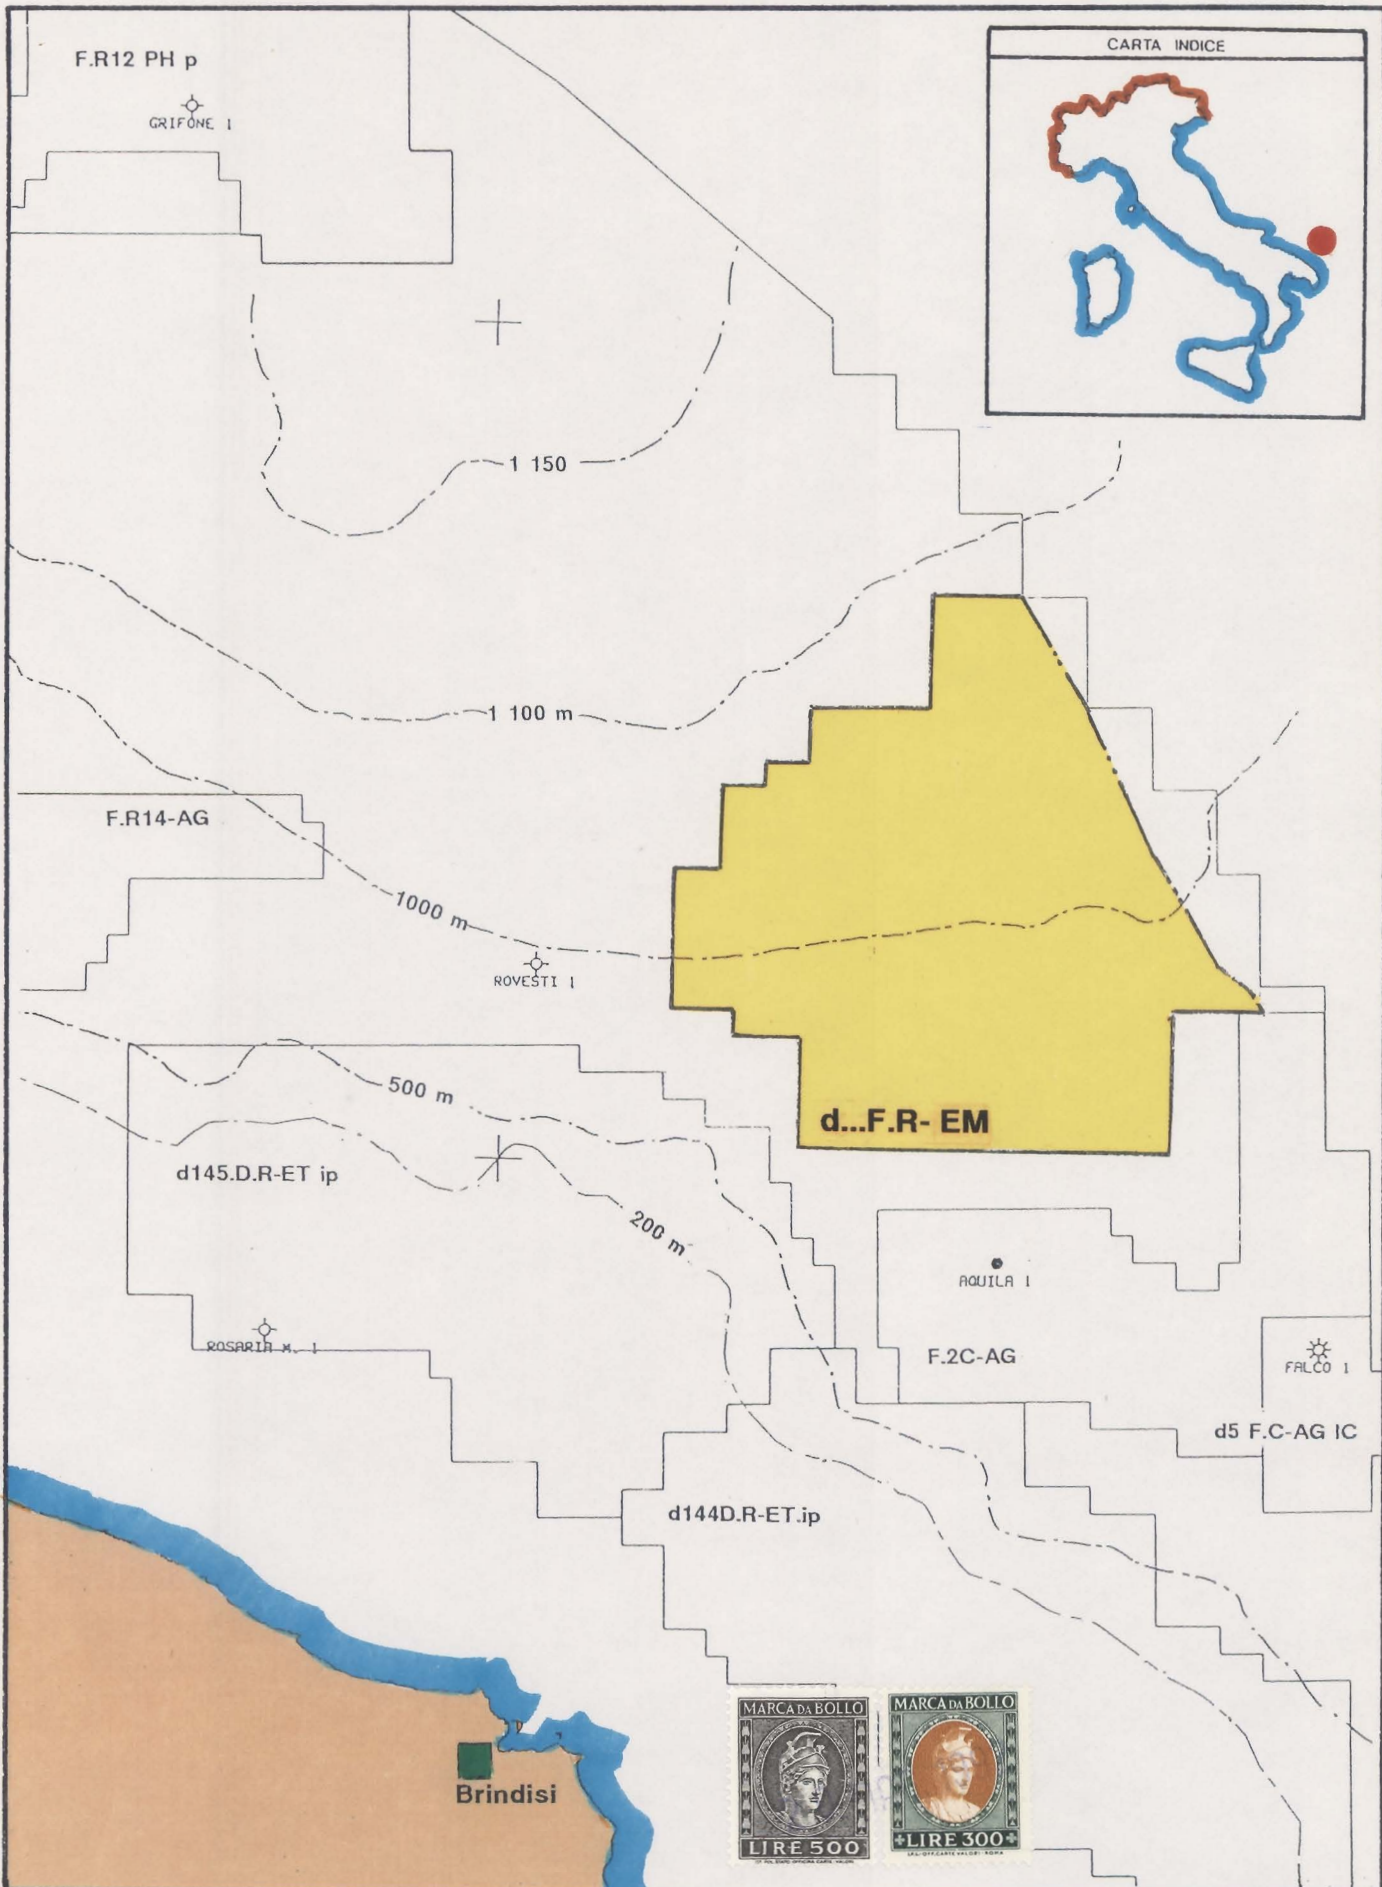 F.R12 PH p
GRIFONE 1
CARTA INDICE
1 150
1 100 m
F.R14-AG
1000 m
ROVESTI 1
500 m
d...F.R- EM
d145.D.R-ET ip
200 m
AQUILA 1
ROSARIA M. 1
F.2C-AG
FALCO 1
d5 F.C-AG IC
d144D.R-ET.ip
MARCA DA BOLLO
LIRE 500
MARCA DA BOLLO
LIRE 300
Brindisi